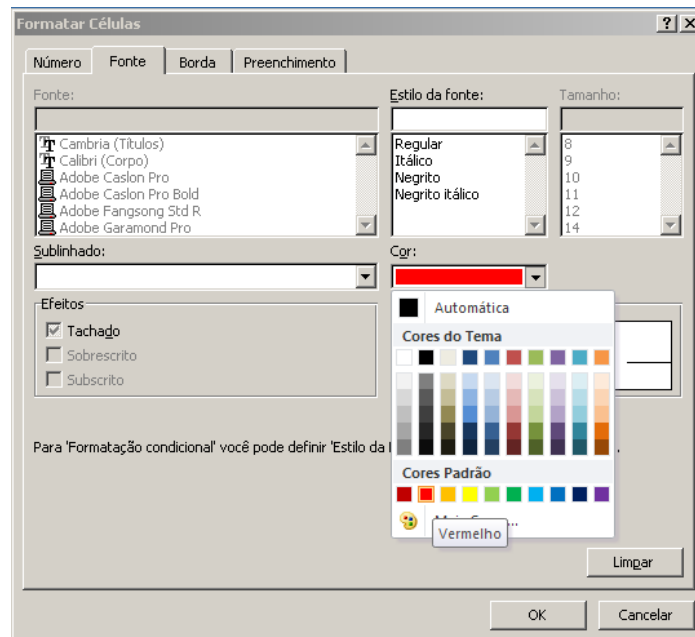 Formatar Células
Número Fonte Borda Preenchimento
Fonte: Estilo da fonte: Tamanho:
Cambria (Títulos) Regular 8
Calibri (Corpo) Itálico 9
Adobe Caslon Pro Negrito 10
Adobe Caslon Pro Bold Negrito itálico 11
Adobe Fangsong Std R 12
Adobe Garamond Pro 14
Sublinhado: Cor:
Automática
Efeitos
Tachado
Sobrescrito
Subscrito
Cores do Tema
Para 'Formatação condicional' você pode definir 'Estilo da
Cores Padrão
Vermelho
Limpar
OK Cancelar